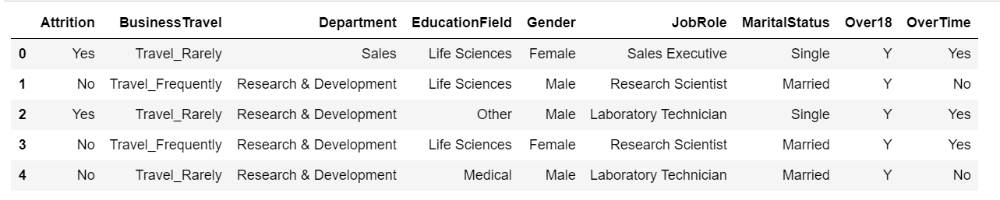 Attrition BusinessTravel Department EducationField Gender JobRole MaritalStatus Over18 OverTime
0 Yes Travel_Rarely Sales Life Sciences Female Sales Executive Single Y Yes
1 No Travel_Frequently Research & Development Life Sciences Male Research Scientist Married Y No
2 Yes Travel_Rarely Research & Development Other Male Laboratory Technician Single Y Yes
3 No Travel_Frequently Research & Development Life Sciences Female Research Scientist Married Y Yes
4 No Travel_Rarely Research & Development Medical Male Laboratory Technician Married Y No